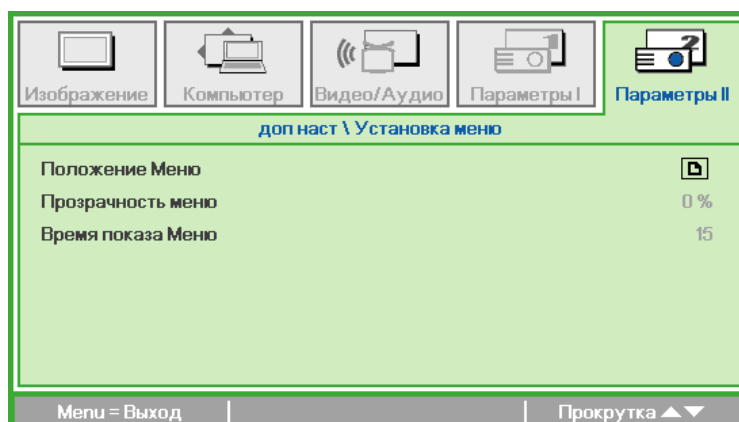 Изображение
Компьютер
Видео/Аудио
Параметры I
Параметры II
доп наст \ Установка меню
Положение Меню
Прозрачность меню 0 %
Время показа Меню 15
Menu = Выход Прокрутка ▲▼